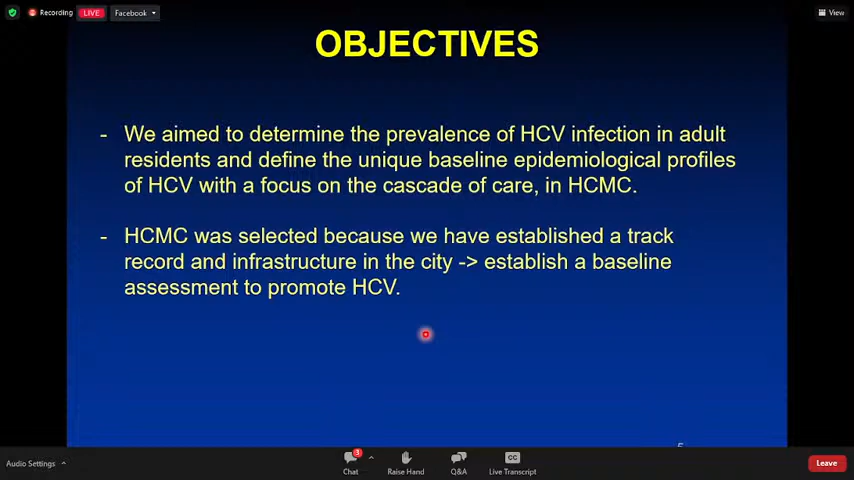 Recording
LIVE
Facebook
View
OBJECTIVES
- We aimed to determine the prevalence of HCV infection in adult
residents and define the unique baseline epidemiological profiles
of HCV with a focus on the cascade of care, in HCMC.
- HCMC was selected because we have established a track
record and infrastructure in the city -> establish a baseline
assessment to promote HCV.
Audio Settings
3
Chat
Raise Hand
Q&A
CC
Live Transcript
Leave